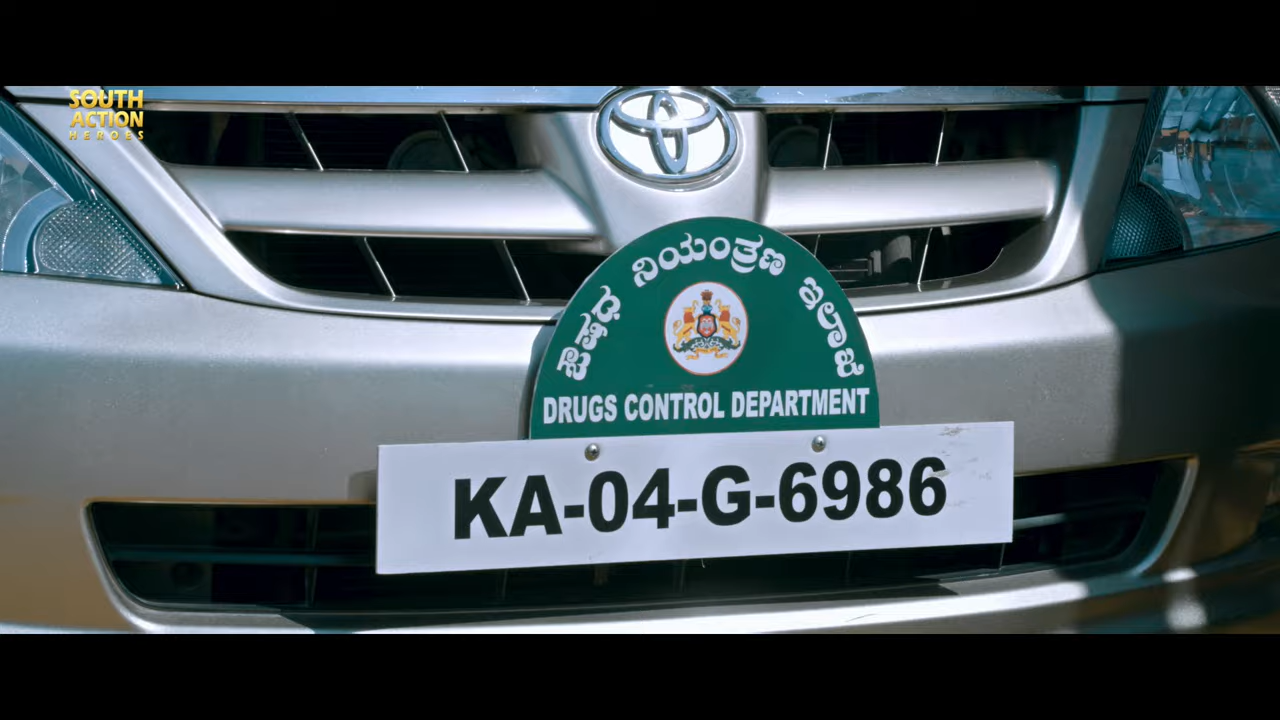 SOUTH
ACTION
HEROES
ಔಷಧ ನಿಯಂತ್ರಣ ಇಲಾಖೆ
DRUGS CONTROL DEPARTMENT
KA-04-G-6986